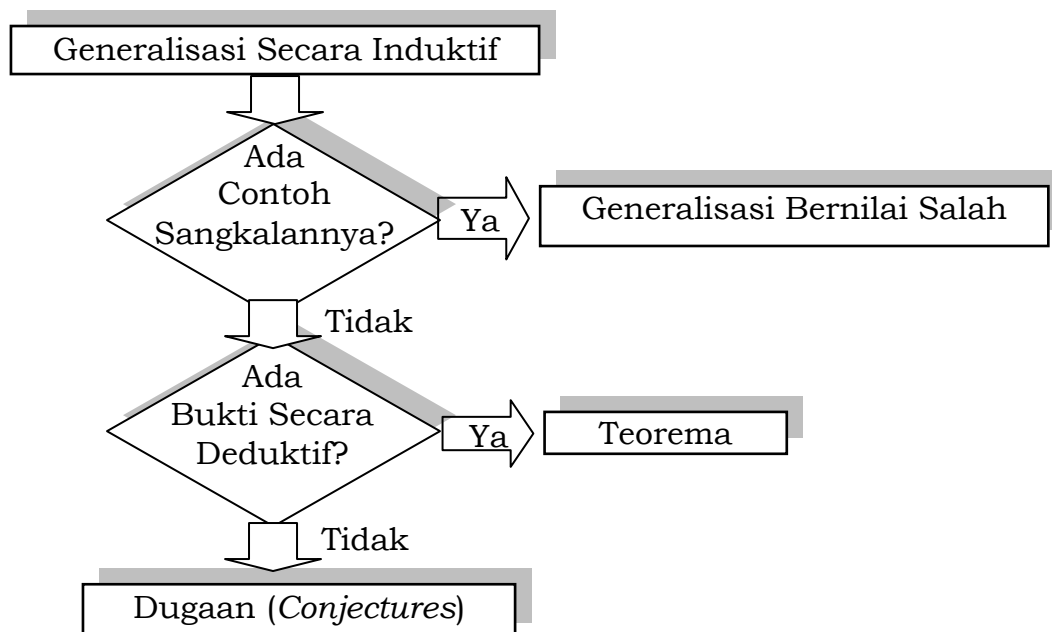 Generalisasi Secara Induktif
Ada
Contoh
Sangkalannya?
Ya
Generalisasi Bernilai Salah
Tidak
Ada
Bukti Secara
Deduktif?
Ya
Teorema
Tidak
Dugaan (Conjectures)